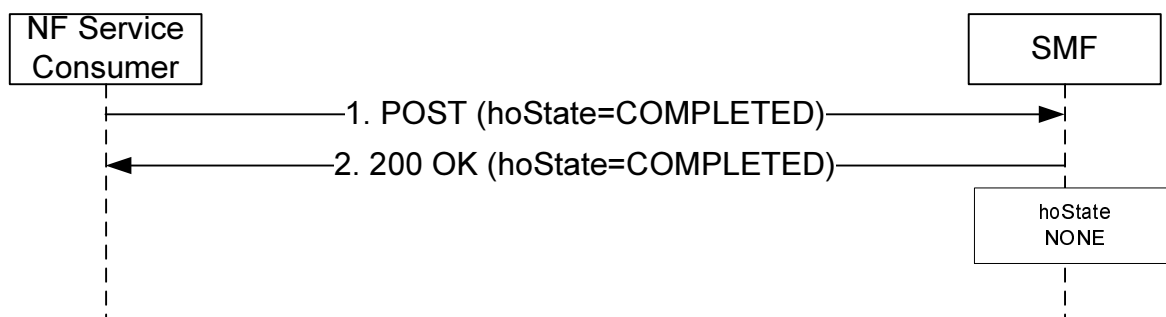 NF Service
Consumer
SMF
1. POST (hoState=COMPLETED)
2. 200 OK (hoState=COMPLETED)
hoState
NONE